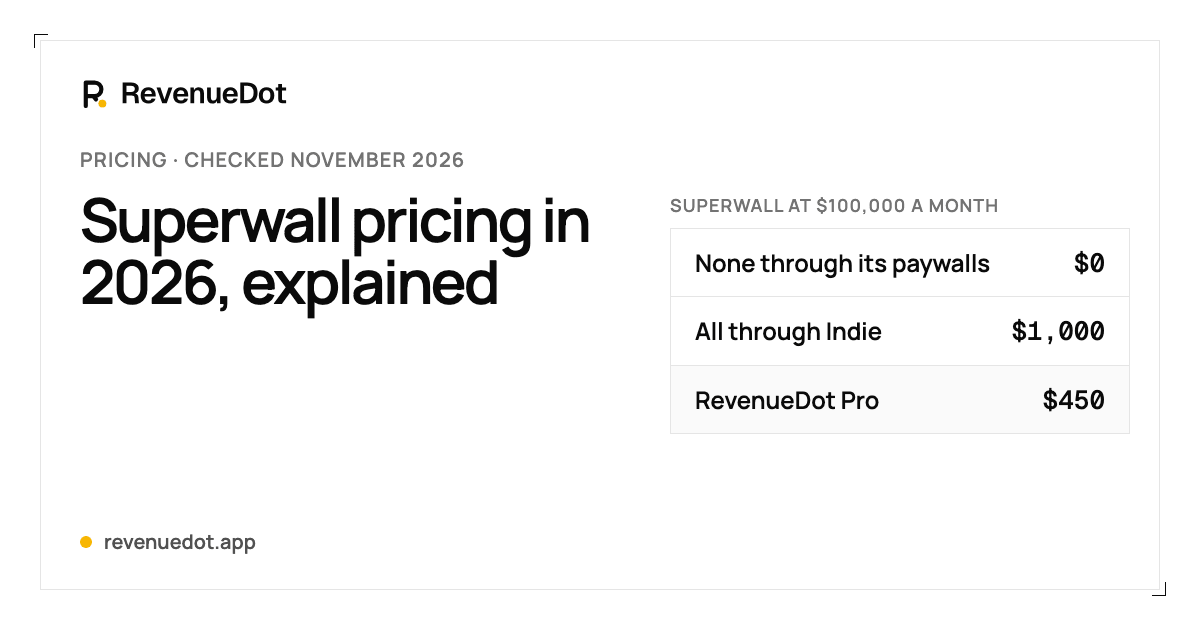 RevenueDot
PRICING · CHECKED NOVEMBER 2026
Superwall pricing in
2026, explained
SUPERWALL AT $100,000 A MONTH
None through its paywalls $0
All through Indie $1,000
RevenueDot Pro $450
revenuedot.app